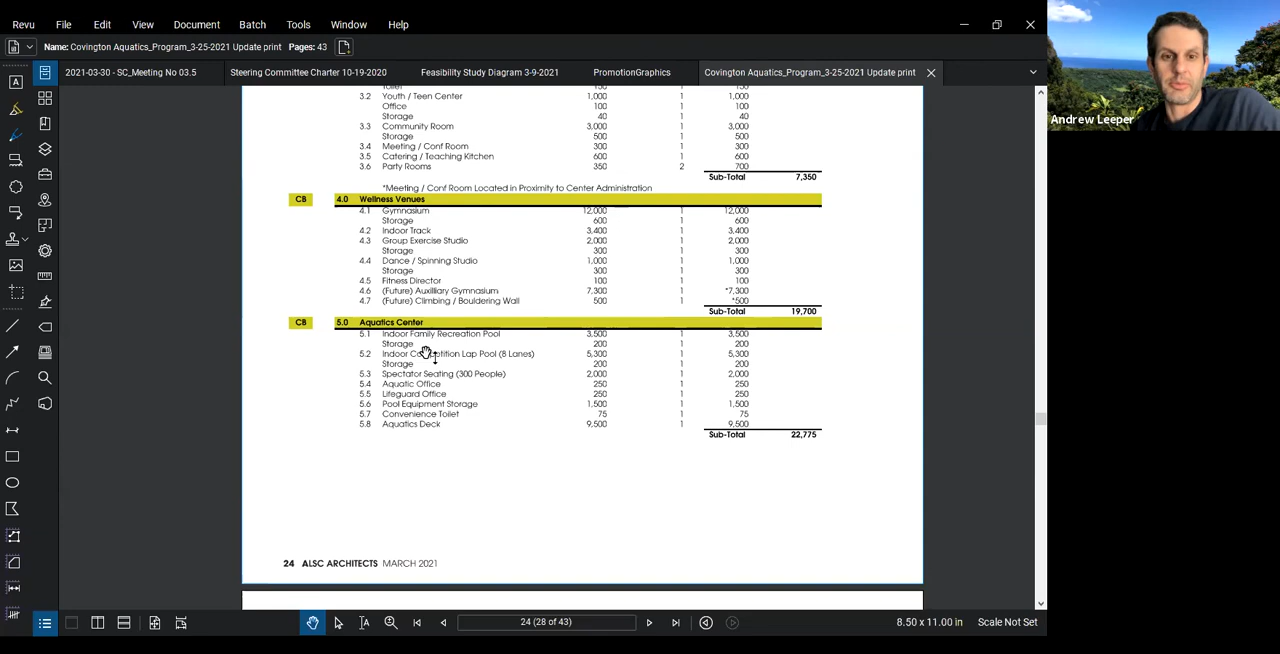 Revu File Edit View Document Batch Tools Window Help
Name: Covington Aquatics_Program_3-25-2021 Update print Pages: 43
2021-03-30 - SC_Meeting No 03.5 Steering Committee Charter 10-19-2020 Feasibility Study Diagram 3-9-2021 PromotionGraphics Covington Aquatics_Program_3-25-2021 Update print
Andrew Leeper
Toilet 150 1 150
3.2 Youth / Teen Center 1,000 1 1,000
Office 100 1 100
Storage 40 1 40
3.3 Community Room 3,000 1 3,000
Storage 500 1 500
3.4 Meeting / Conf Room 300 1 300
3.5 Catering / Teaching Kitchen 600 1 600
3.6 Party Rooms 350 2 700
Sub-Total 7,350
*Meeting / Conf Room Located in Proximity to Center Administration
CB 4.0 Wellness Venues
4.1 Gymnasium 12,000 1 12,000
Storage 600 1 600
4.2 Indoor Track 3,400 1 3,400
4.3 Group Exercise Studio 2,000 1 2,000
Storage 300 1 300
4.4 Dance / Spinning Studio 1,000 1 1,000
Storage 300 1 300
4.5 Fitness Director 100 1 100
4.6 (Future) Auxilliary Gymnasium 7,300 1 *7,300
4.7 (Future) Climbing / Bouldering Wall 500 1 *500
Sub-Total 19,700
CB 5.0 Aquatics Center
5.1 Indoor Family Recreation Pool 3,500 1 3,500
Storage 200 1 200
5.2 Indoor Competition Lap Pool (8 Lanes) 5,300 1 5,300
Storage 200 1 200
5.3 Spectator Seating (300 People) 2,000 1 2,000
5.4 Aquatic Office 250 1 250
5.5 Lifeguard Office 250 1 250
5.6 Pool Equipment Storage 1,500 1 1,500
5.7 Convenience Toilet 75 1 75
5.8 Aquatics Deck 9,500 1 9,500
Sub-Total 22,775
24 ALSC ARCHITECTS MARCH 2021
24 (28 of 43) 8.50 x 11.00 in Scale Not Set